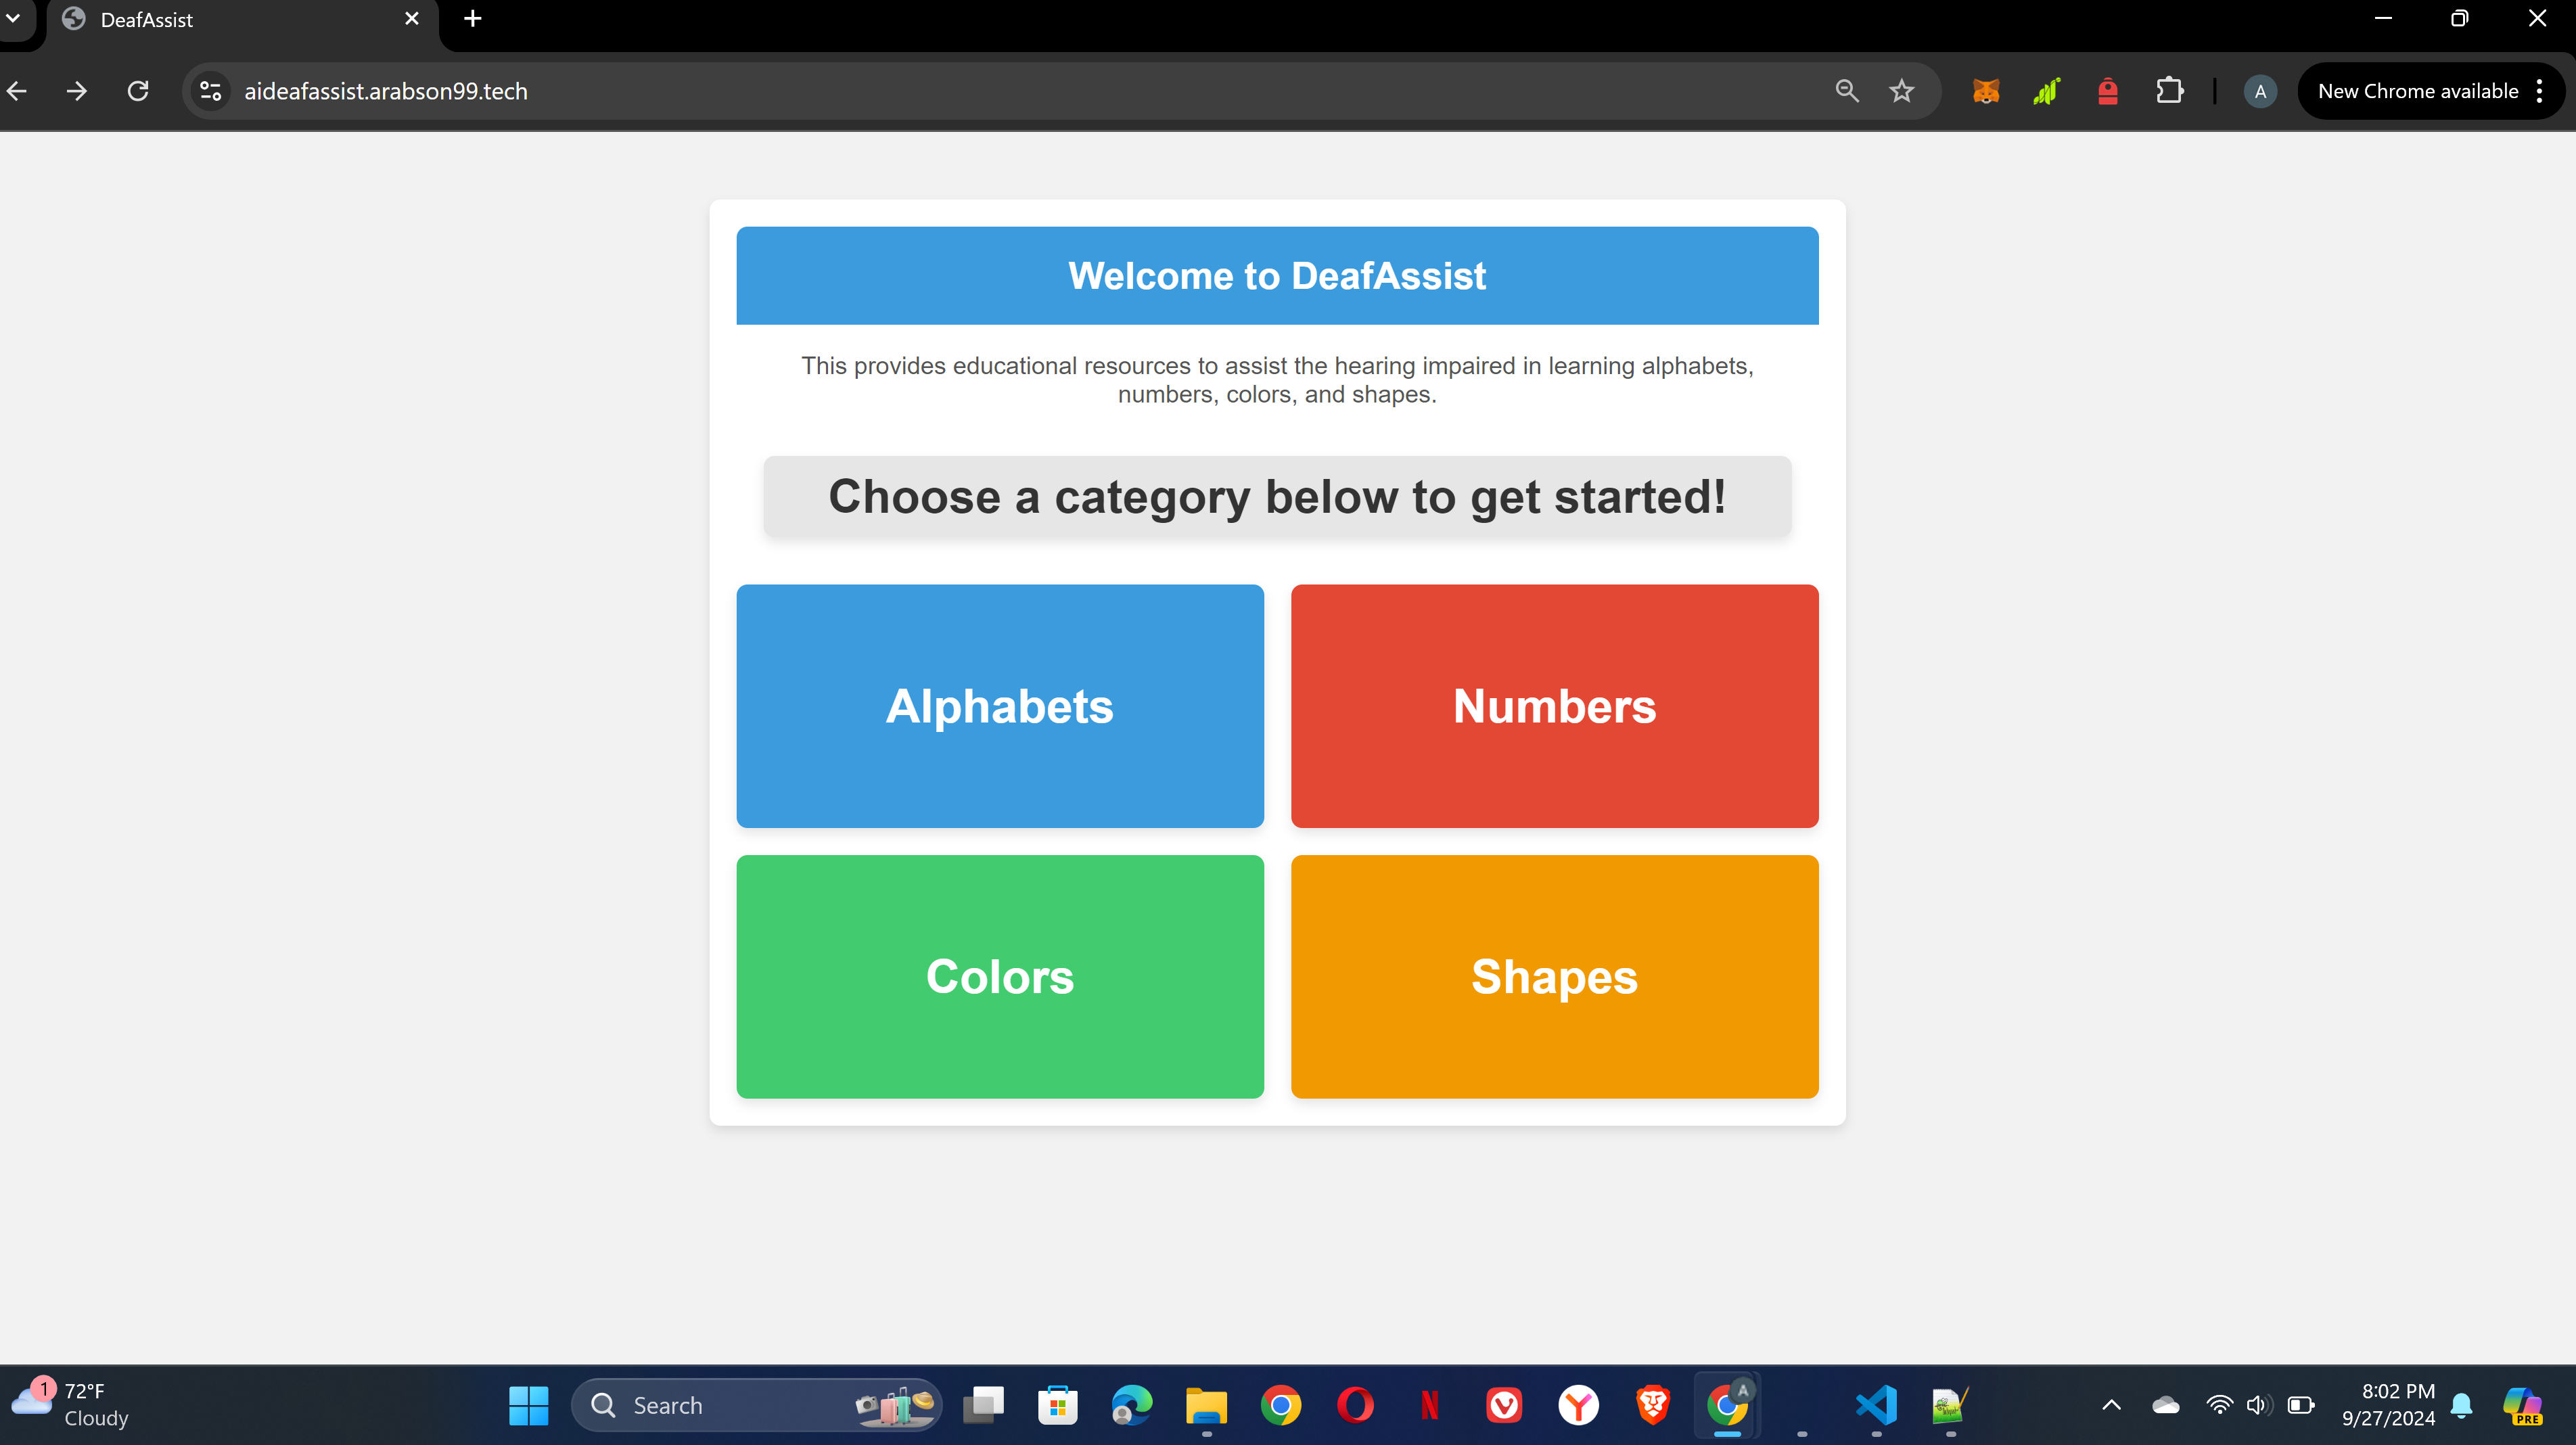 DeafAssist
aideafassist.arabson99.tech
A
New Chrome available
Welcome to DeafAssist
This provides educational resources to assist the hearing impaired in learning alphabets,
numbers, colors, and shapes.
Choose a category below to get started!
Alphabets
Numbers
Colors
Shapes
1
72°F
Cloudy
Search
A
8:02 PM
9/27/2024
PRE